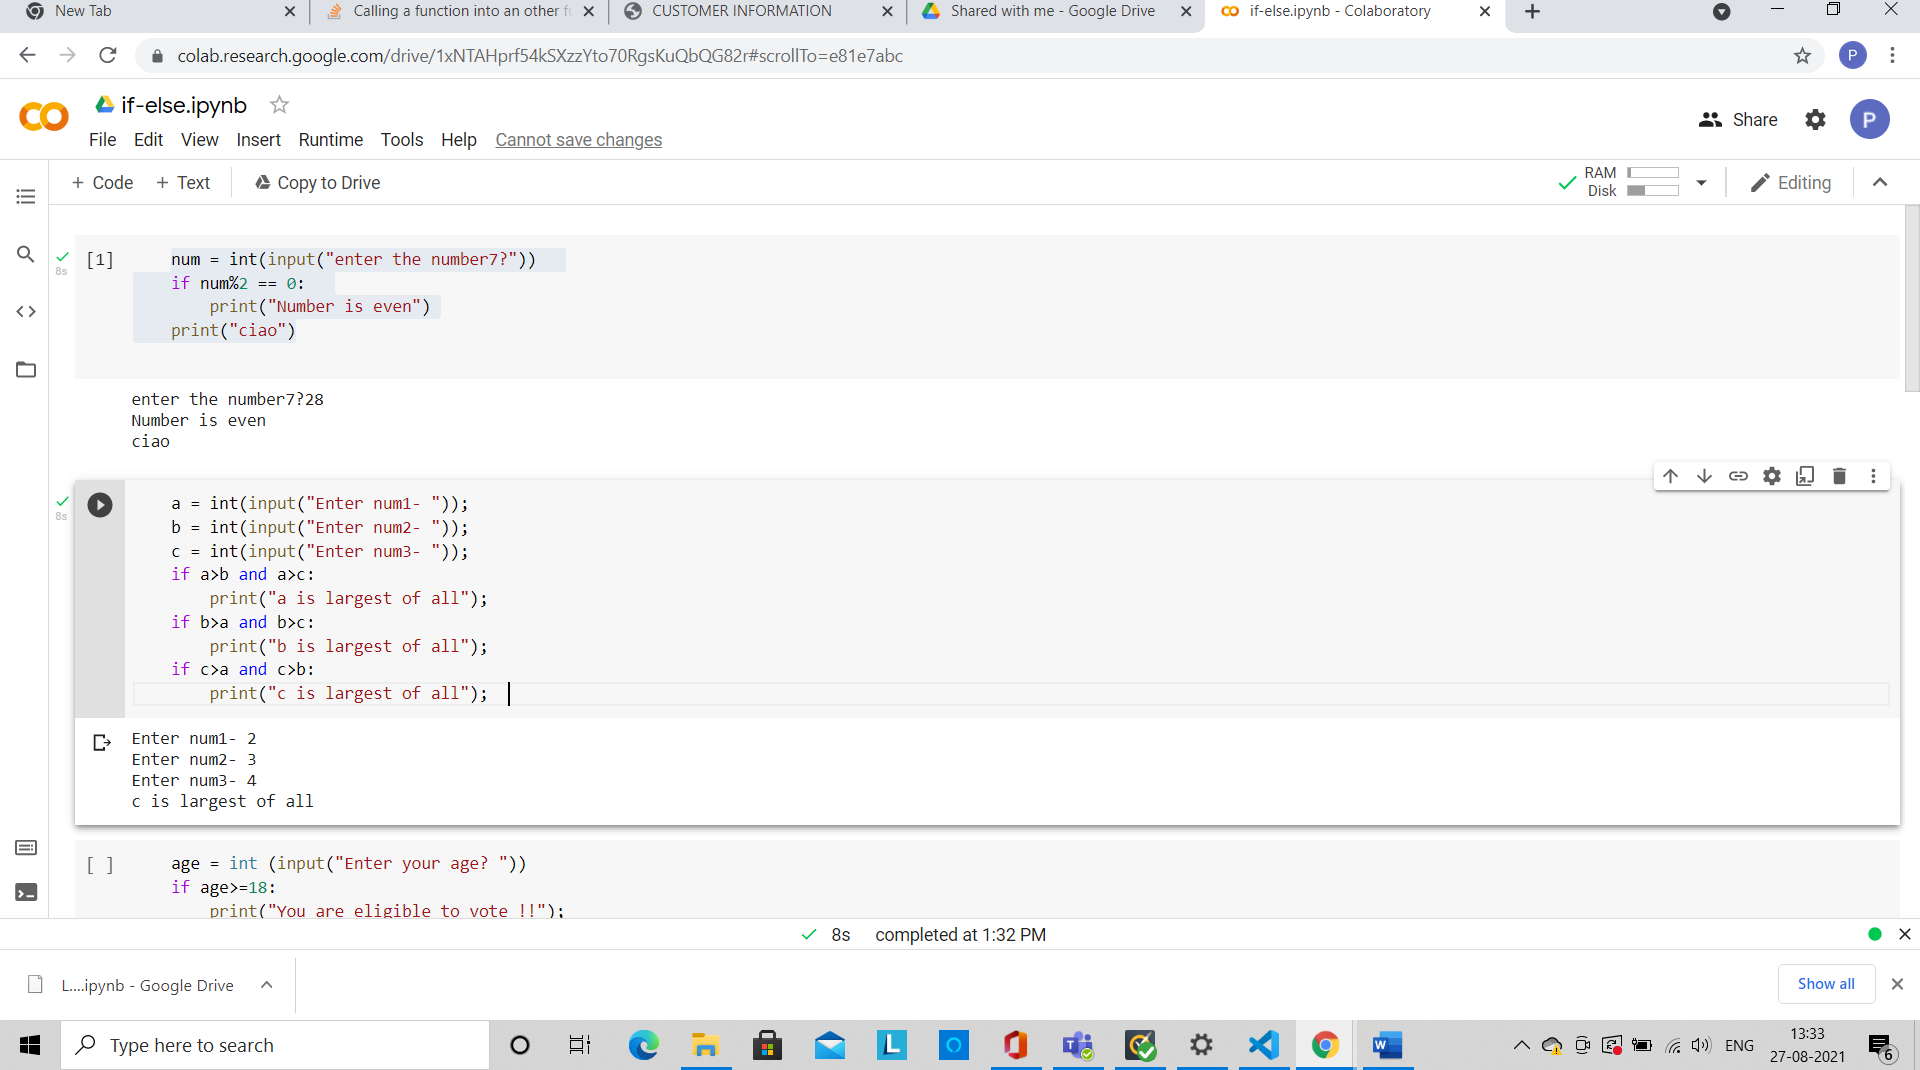 New Tab
Calling a function into an other fu
CUSTOMER INFORMATION
Shared with me - Google Drive
if-else.ipynb - Colaboratory
colab.research.google.com/drive/1xNTAHprf54kSXzzYto70RgsKuQbQG82r#scrollTo=e81e7abc
P
if-else.ipynb
File Edit View Insert Runtime Tools Help Cannot save changes
Share
P
+ Code + Text Copy to Drive
RAM
Disk
Editing
8s
[1]
num = int(input("enter the number7?"))
if num%2 == 0:
    print("Number is even")
print("ciao")
enter the number7?28
Number is even
ciao
8s
a = int(input("Enter num1- "));
b = int(input("Enter num2- "));
c = int(input("Enter num3- "));
if a>b and a>c:
    print("a is largest of all");
if b>a and b>c:
    print("b is largest of all");
if c>a and c>b:
    print("c is largest of all");
Enter num1- 2
Enter num2- 3
Enter num3- 4
c is largest of all
[ ]
age = int (input("Enter your age? "))
if age>=18:
    print("You are eligible to vote !!");
8s completed at 1:32 PM
L....ipynb - Google Drive
Show all
Type here to search
L
T
W
ENG
13:33
27-08-2021
6